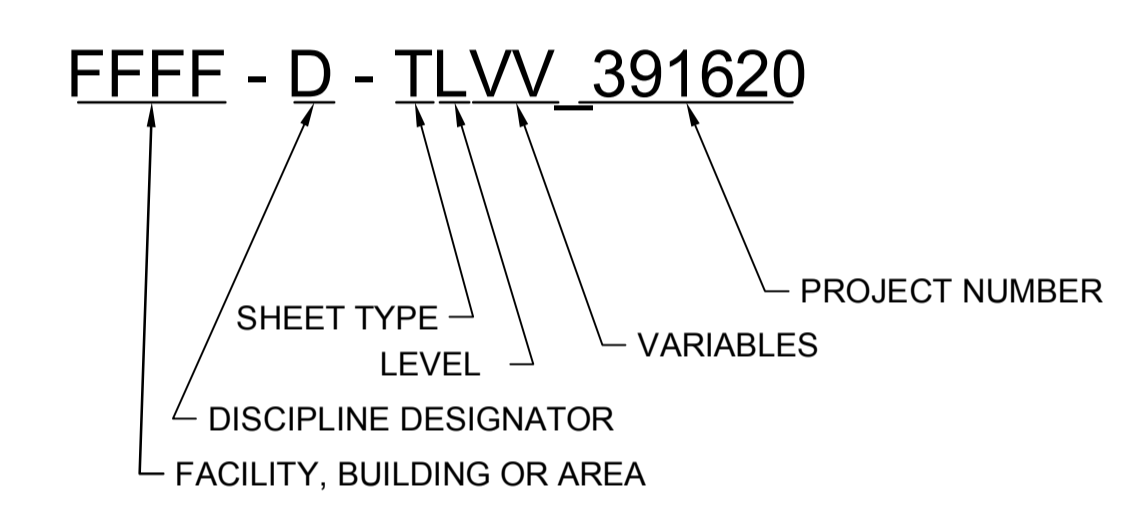 FFFF - D - TLVV_391620
PROJECT NUMBER
SHEET TYPE
VARIABLES
LEVEL
DISCIPLINE DESIGNATOR
FACILITY, BUILDING OR AREA